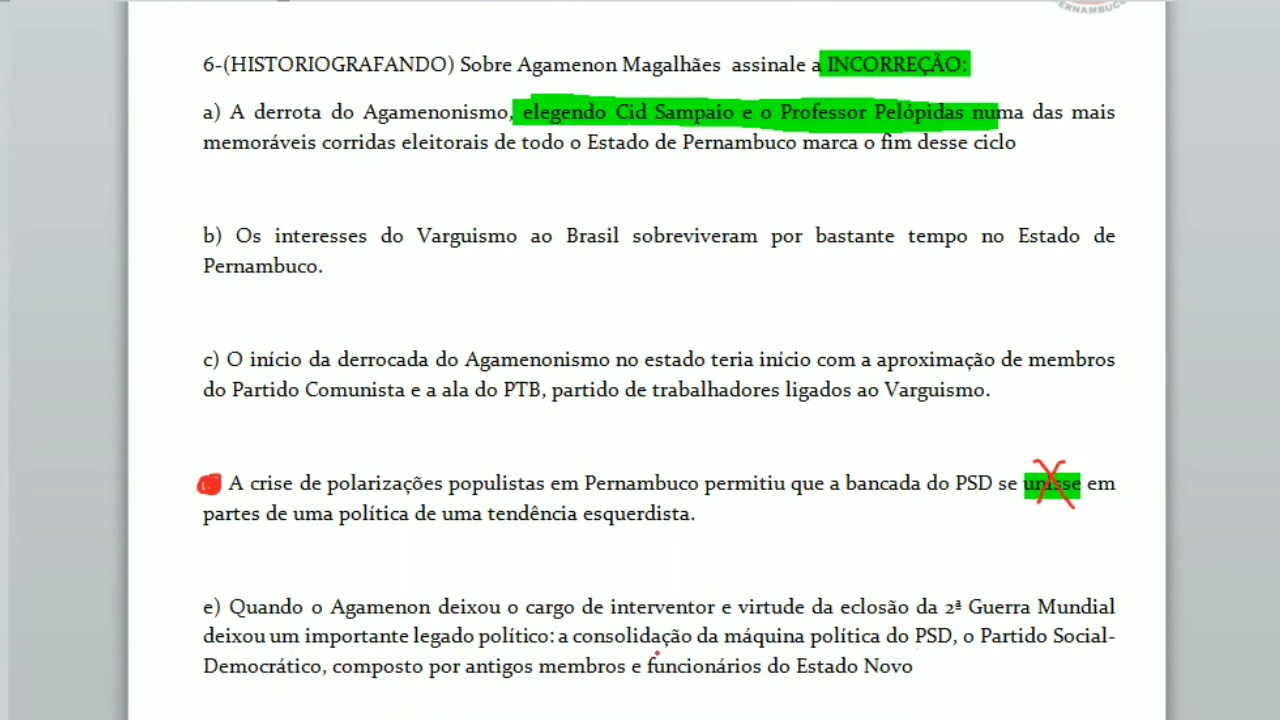 ERNAMBUCO
6-(HISTORIOGRAFANDO) Sobre Agamenon Magalhães assinale a INCORREÇÃO:
a) A derrota do Agamenonismo, elegendo Cid Sampaio e o Professor Pelópidas numa das mais
memoráveis corridas eleitorais de todo o Estado de Pernambuco marca o fim desse ciclo
b) Os interesses do Varguismo ao Brasil sobreviveram por bastante tempo no Estado de
Pernambuco.
c) O início da derrocada do Agamenonismo no estado teria início com a aproximação de membros
do Partido Comunista e a ala do PTB, partido de trabalhadores ligados ao Varguismo.
A crise de polarizações populistas em Pernambuco permitiu que a bancada do PSD se unisse em
partes de uma política de uma tendência esquerdista.
e) Quando o Agamenon deixou o cargo de interventor e virtude da eclosão da 2ª Guerra Mundial
deixou um importante legado político: a consolidação da máquina política do PSD, o Partido Social-
Democrático, composto por antigos membros e funcionários do Estado Novo